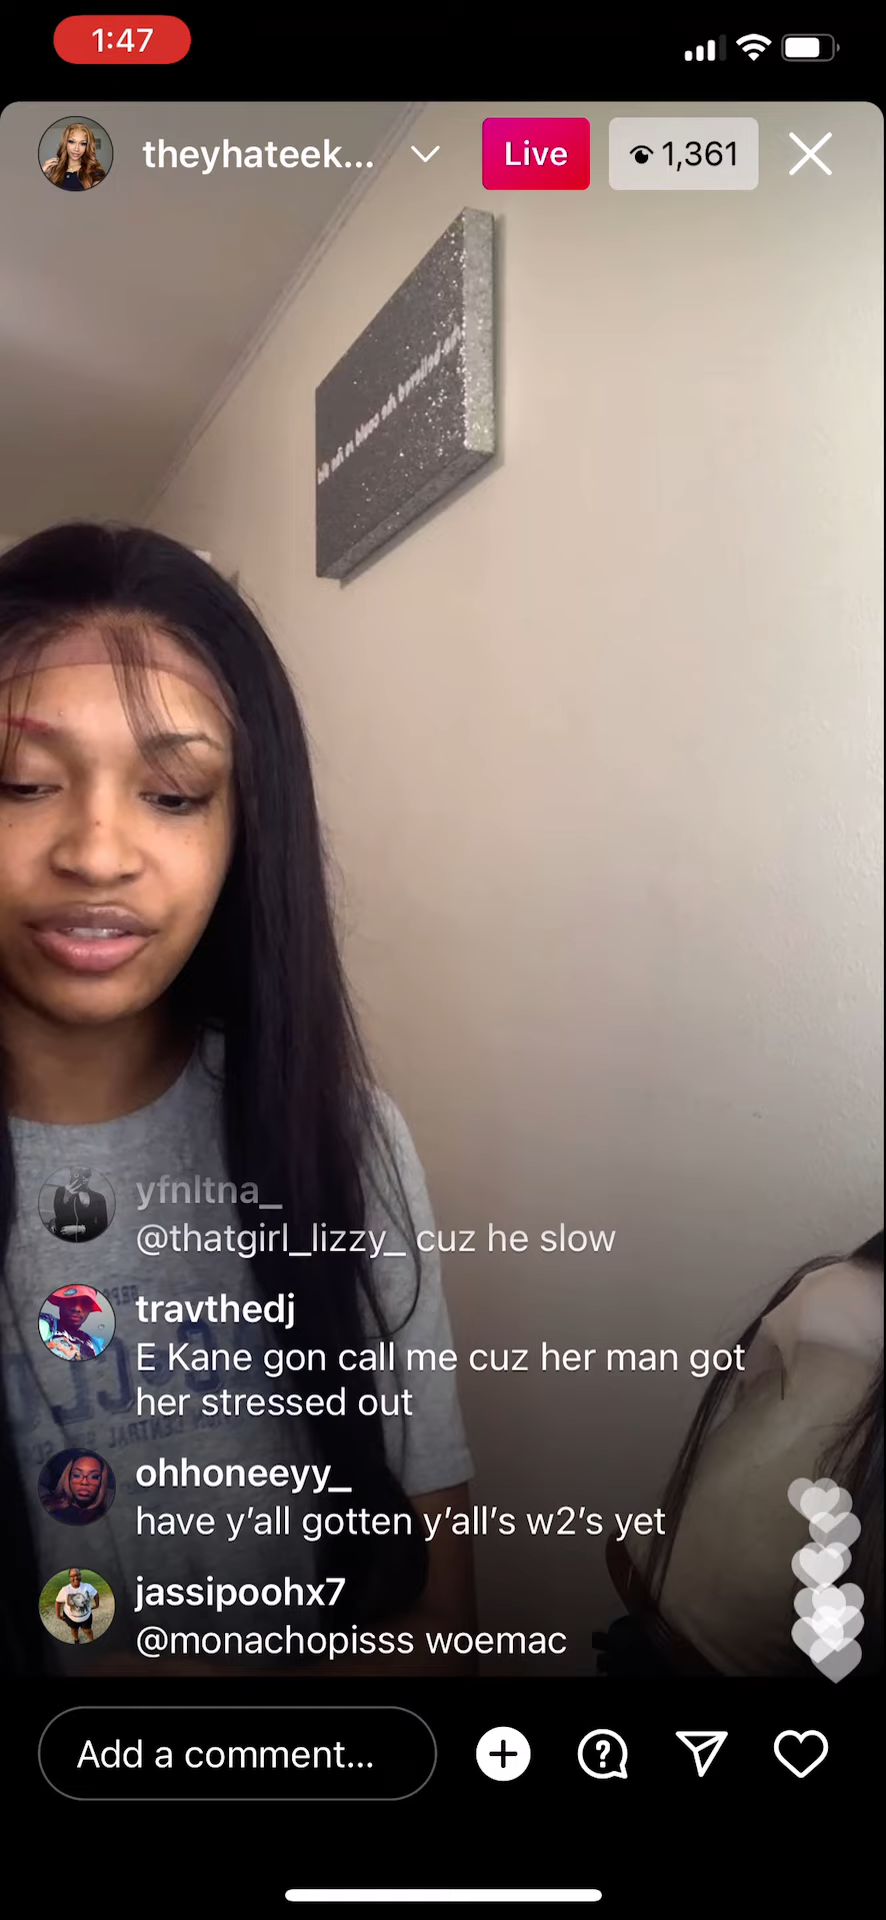 1:47
theyhateek...
Live
1,361
yfnltna_
@thatgirl_lizzy_ cuz he slow
travthedj
E Kane gon call me cuz her man got
her stressed out
ohhoneeyy_
have y’all gotten y’all’s w2’s yet
jassipoohx7
@monachopisss woemac
Add a comment...